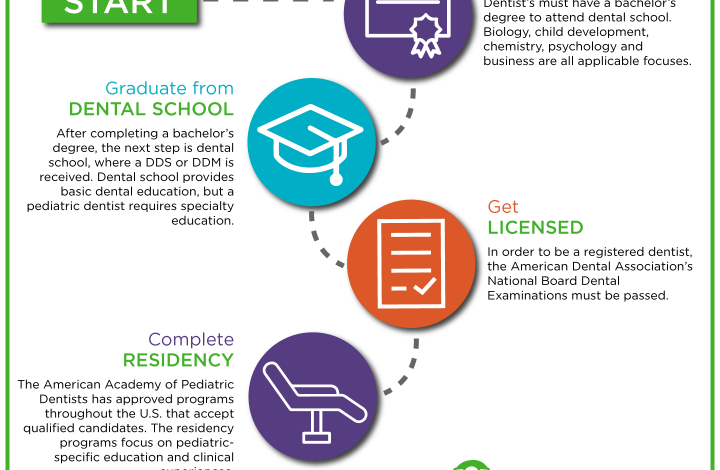 START
Dentist's must have a bachelor's
degree to attend dental school.
Biology, child development,
chemistry, psychology and
business are all applicable focuses.
Graduate from
DENTAL SCHOOL
After completing a bachelor's
degree, the next step is dental
school, where a DDS or DDM is
received. Dental school provides
basic dental education, but a
pediatric dentist requires specialty
education.
Get
LICENSED
In order to be a registered dentist,
the American Dental Association's
National Board Dental
Examinations must be passed.
Complete
RESIDENCY
The American Academy of Pediatric
Dentists has approved programs
throughout the U.S. that accept
qualified candidates. The residency
programs focus on pediatric-
specific education and clinical
experiences.